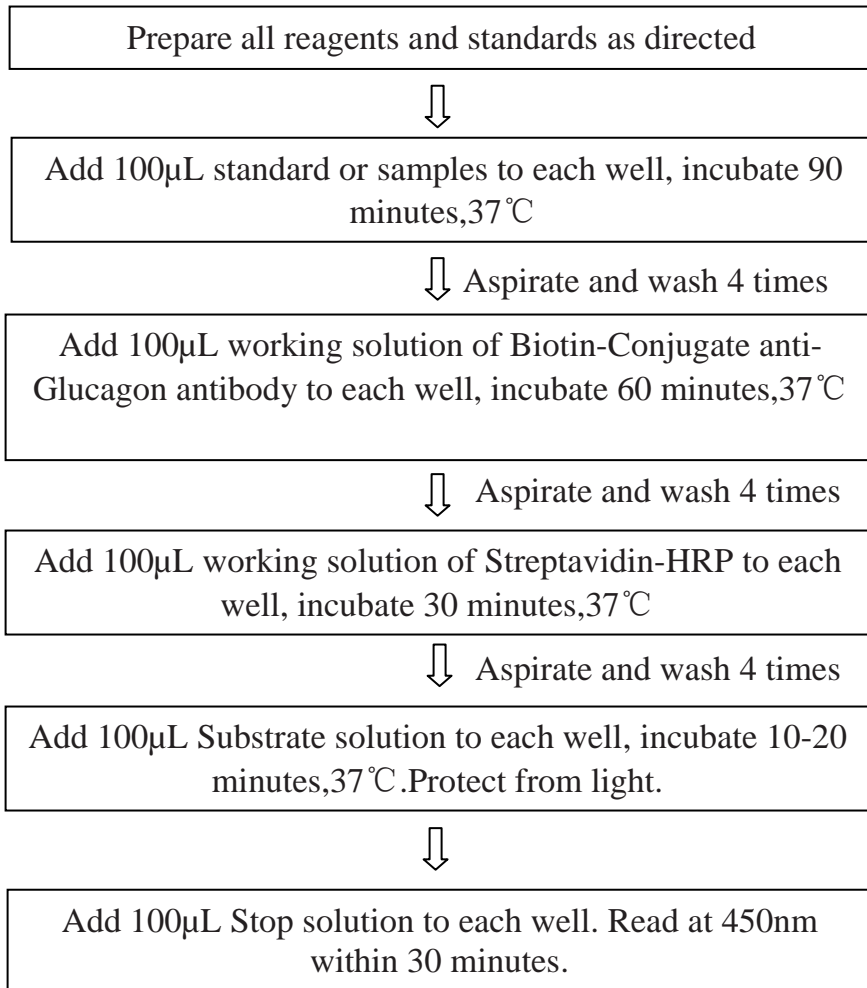 Prepare all reagents and standards as directed
Add 100μL standard or samples to each well, incubate 90
minutes,37℃
Aspirate and wash 4 times
Add 100μL working solution of Biotin-Conjugate anti-
Glucagon antibody to each well, incubate 60 minutes,37℃
Aspirate and wash 4 times
Add 100μL working solution of Streptavidin-HRP to each
well, incubate 30 minutes,37℃
Aspirate and wash 4 times
Add 100μL Substrate solution to each well, incubate 10-20
minutes,37℃.Protect from light.
Add 100μL Stop solution to each well. Read at 450nm
within 30 minutes.